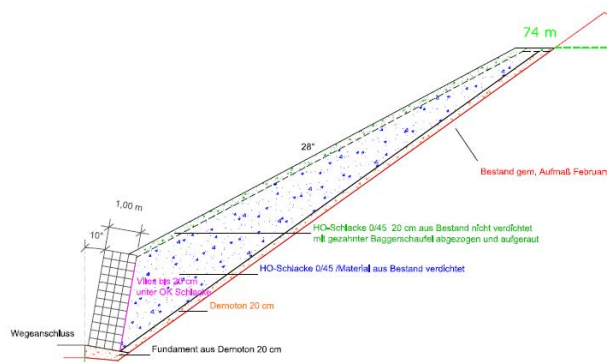 74 m
28°
Bestand gem, Aufmaß Februar
1,00 m
10°
HO-Schlacke 0/45 20 cm aus Bestand nicht verdichtet
mit gezahnter Baggerschaufel abgezogen und aufgeraut
HO-Schlacke 0/45 /Material aus Bestand verdichtet
Vlies bis 20 cm
unter OK Schlacke
Dernoton 20 cm
Wegeanschluss
Fundament aus Dernoton 20 cm